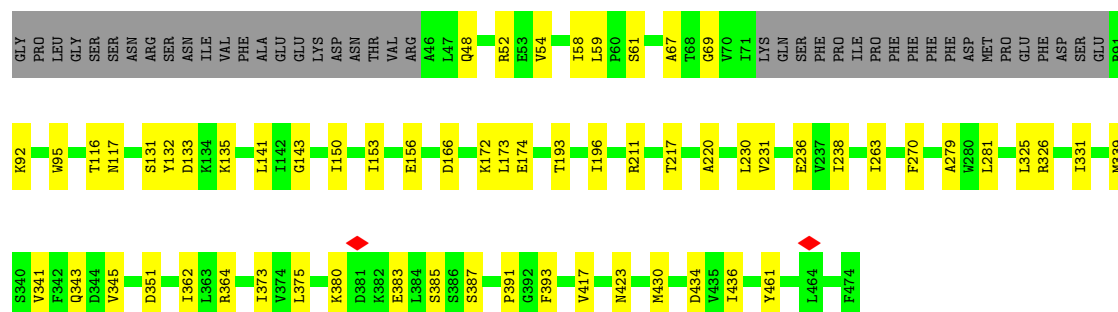 GLY PRO LEU GLY SER SER ASN ARG SER ASN ILE VAL PHE ALA GLU GLU LYS ASP ASN THR VAL ARG A46 L47 Q48 R52 E53 V54 I58 L59 P60 S61 A67 T68 G69 V70 I71 LYS GLN SER PHE PRO ILE PRO PHE PHE PHE PHE ASP MET PRO GLU PHE ASP SER GLU
K92 W95 T116 N117 S131 Y132 D133 K134 K135 L141 I142 G143 I150 I153 E156 D166 K172 L173 E174 T193 I196 R211 T217 A220 L230 V231 E236 V237 I238 I263 F270 A279 W280 L281 L325 R326 I331 M339
S340 V341 F342 Q343 D344 V345 D351 I362 L363 R364 I373 V374 L375 K380 D381 K382 E383 L384 S385 S386 S387 P391 G392 F393 V417 N423 M430 D434 V435 I436 Y461 L464 F474